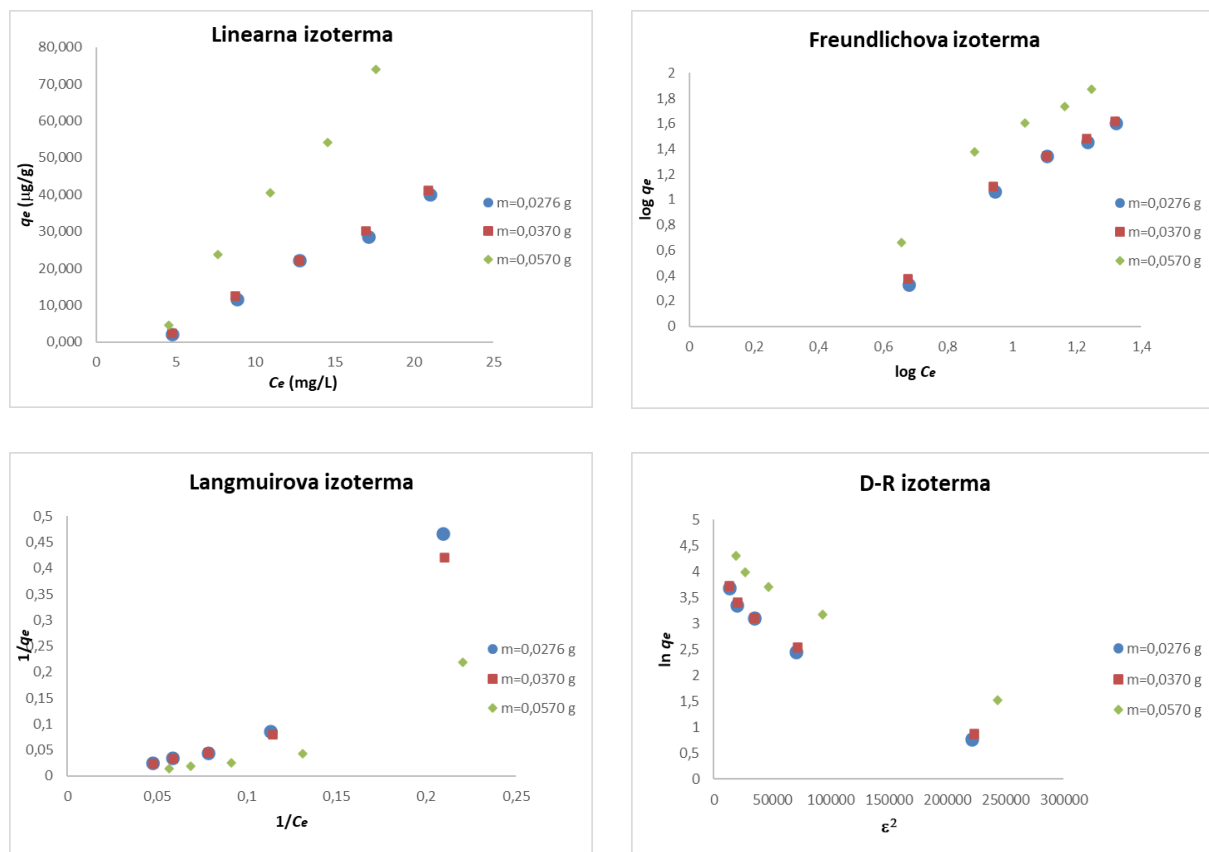 Linearna izoterma
80,000
70,000
60,000
50,000
40,000
30,000
20,000
10,000
0,000
qe (µg/g)
0 5 10 15 20 25
Ce (mg/L)
m=0,0276 g
m=0,0370 g
m=0,0570 g
Freundlichova izoterma
2
1,8
1,6
1,4
1,2
1
0,8
0,6
0,4
0,2
0
log qe
0 0,2 0,4 0,6 0,8 1 1,2 1,4
log Ce
m=0,0276 g
m=0,0370 g
m=0,0570 g
Langmuirova izoterma
0,5
0,45
0,4
0,35
0,3
0,25
0,2
0,15
0,1
0,05
0
1/qe
0 0,05 0,1 0,15 0,2 0,25
1/Ce
m=0,0276 g
m=0,0370 g
m=0,0570 g
D-R izoterma
5
4,5
4
3,5
3
2,5
2
1,5
1
0,5
0
ln qe
0 50000 100000 150000 200000 250000 300000
ε²
m=0,0276 g
m=0,0370 g
m=0,0570 g